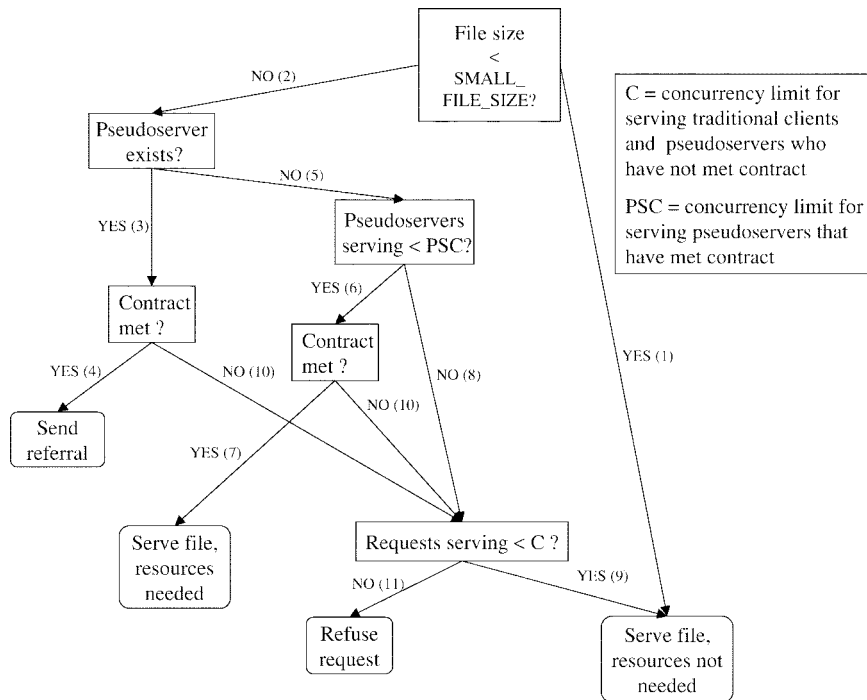 File size
<
SMALL_
FILE_SIZE?
NO (2)
C = concurrency limit for
serving traditional clients
and pseudoservers who
have not met contract
PSC = concurrency limit for
serving pseudoservers that
have met contract
Pseudoserver
exists?
NO (5)
YES (3)
Pseudoservers
serving < PSC?
YES (6)
Contract
met ?
Contract
met ?
YES (1)
YES (4)
NO (10)
NO (8)
NO (10)
Send
referral
YES (7)
Serve file,
resources
needed
Requests serving < C ?
NO (11)
YES (9)
Refuse
request
Serve file,
resources not
needed